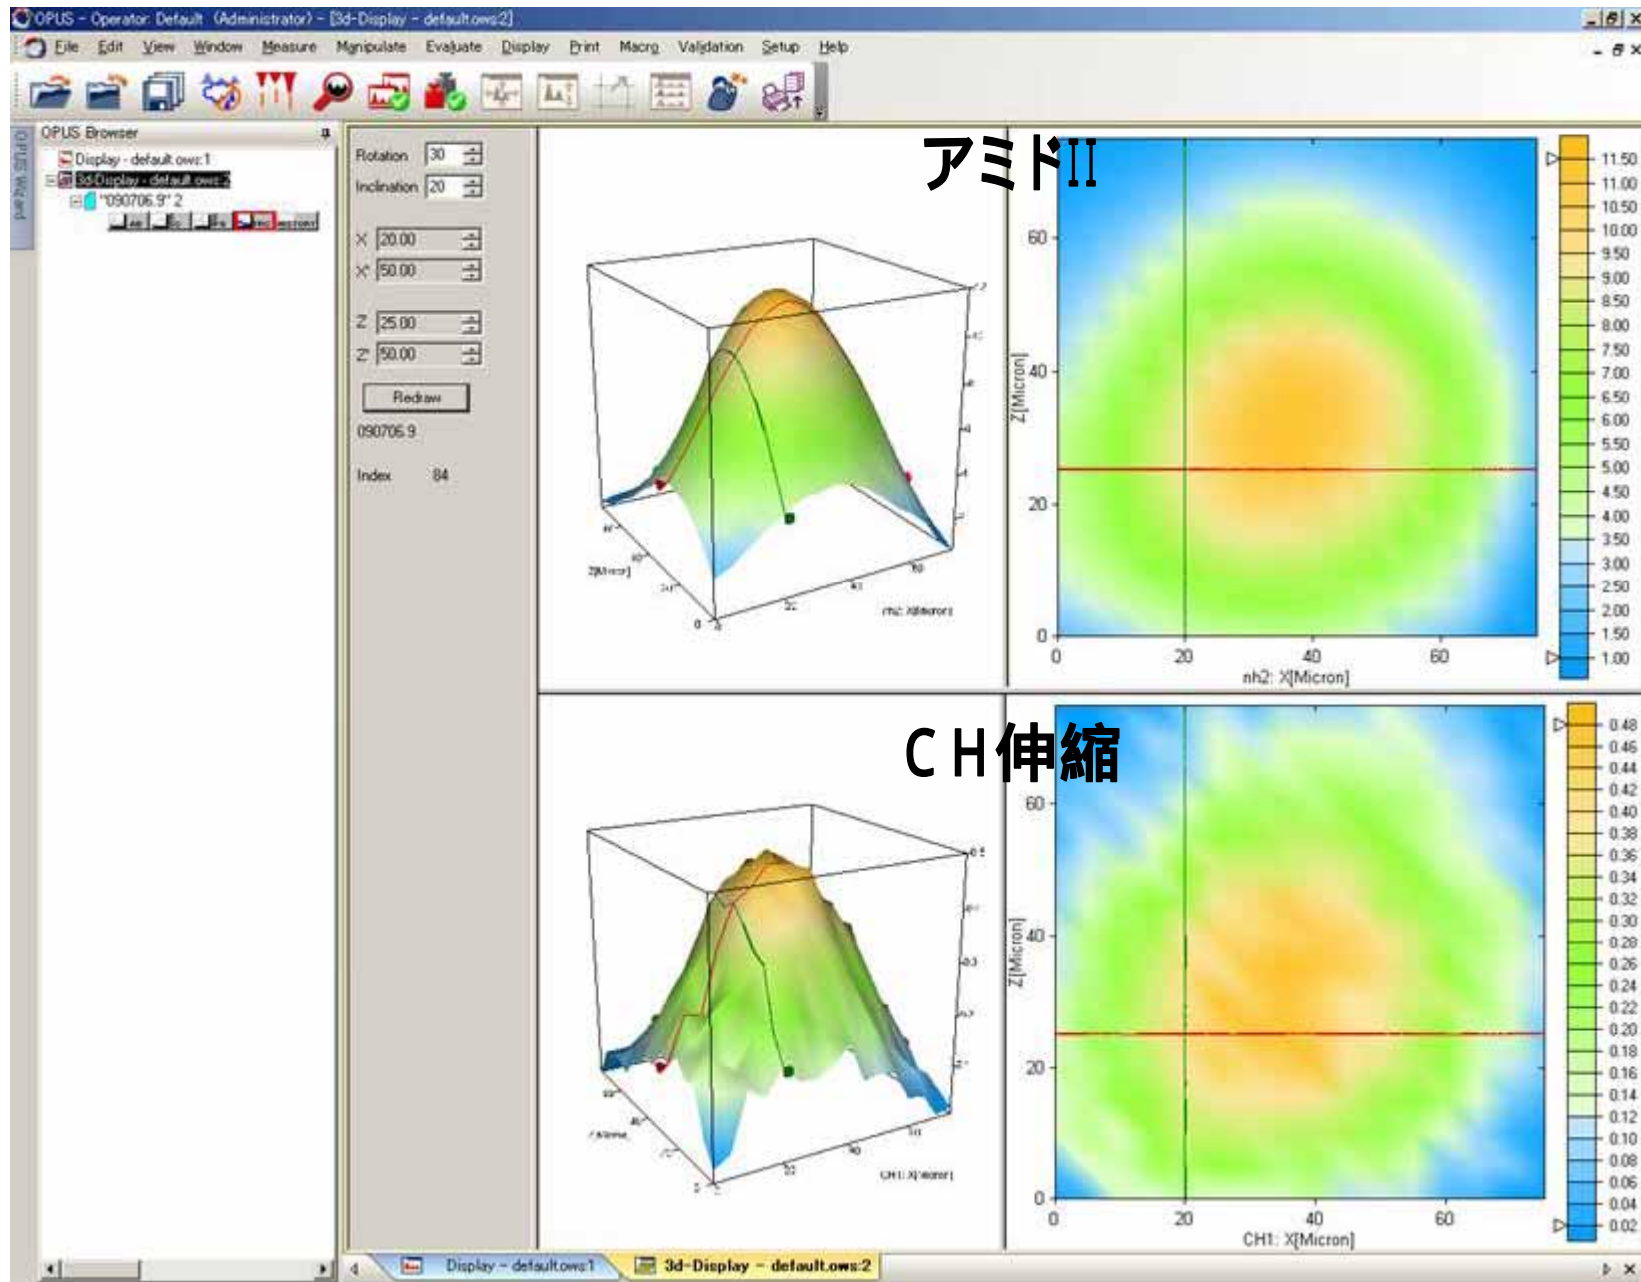 OPUS - Operator: Default (Administrator) - [3d-Display - default.ows:2]
File Edit View Window Measure Manipulate Evaluate Display Print Macro Validation Setup Help
OPUS Wizard
OPUS Browser
Display - default.ows:1
3d-Display - default.ows:2
"090706.9" 2
Rotation 30
Inclination 20
X 20.00
X' 50.00
Z 25.00
Z' 50.00
Redraw
090706.9
Index 84
アミドII
Z[Micron]
nh2: X[Micron]
60
40
20
0
Z[Micron]
0 20 40 60
nh2: X[Micron]
11.50
11.00
10.50
10.00
9.50
9.00
8.50
8.00
7.50
7.00
6.50
6.00
5.50
5.00
4.50
4.00
3.50
3.00
2.50
2.00
1.50
1.00
CH伸縮
CH1: X[Micron]
60
40
20
0
Z[Micron]
0 20 40 60
CH1: X[Micron]
0.48
0.46
0.44
0.42
0.40
0.38
0.36
0.34
0.32
0.30
0.28
0.26
0.24
0.22
0.20
0.18
0.16
0.14
0.12
0.10
0.08
0.06
0.04
0.02
Display - default.ows:1
3d-Display - default.ows:2